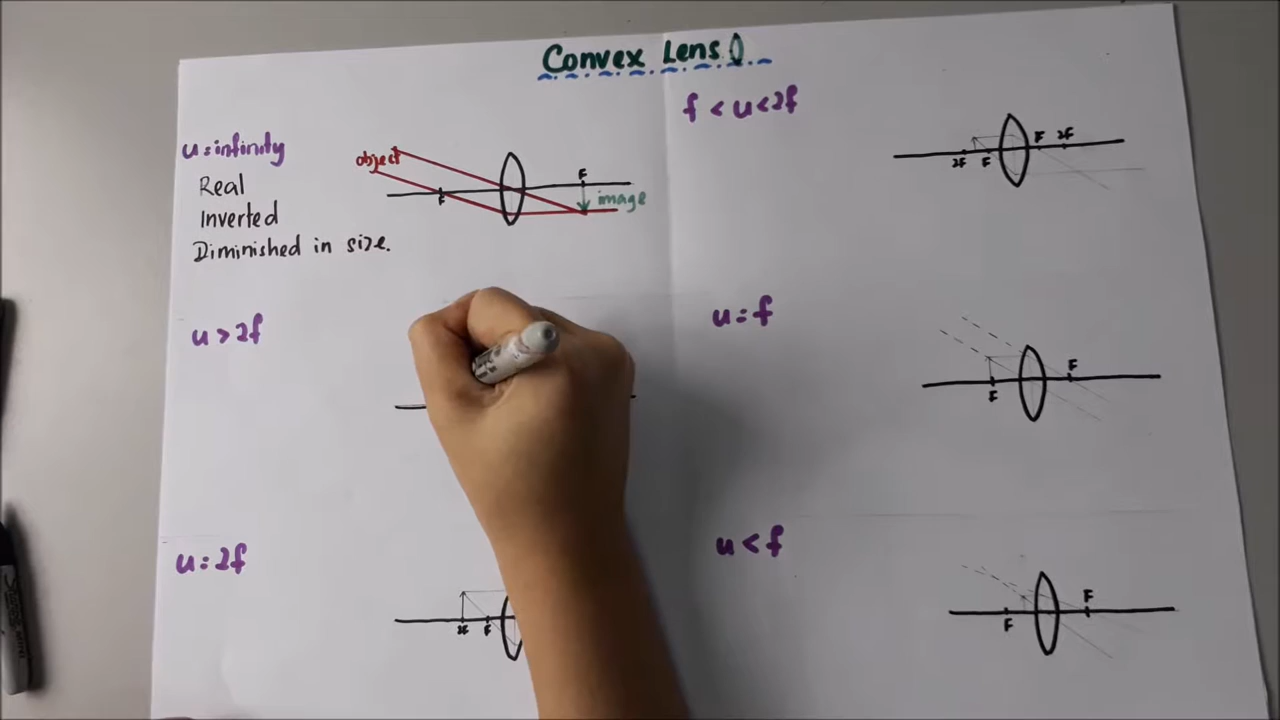 Convex Lens
u = infinity
Real
Inverted
Diminished in size.
object
F
F
image
u > 2f
u = 2f
2F
F
f < u < 2f
2F
F
F
2F
u = f
F
F
u < f
F
F